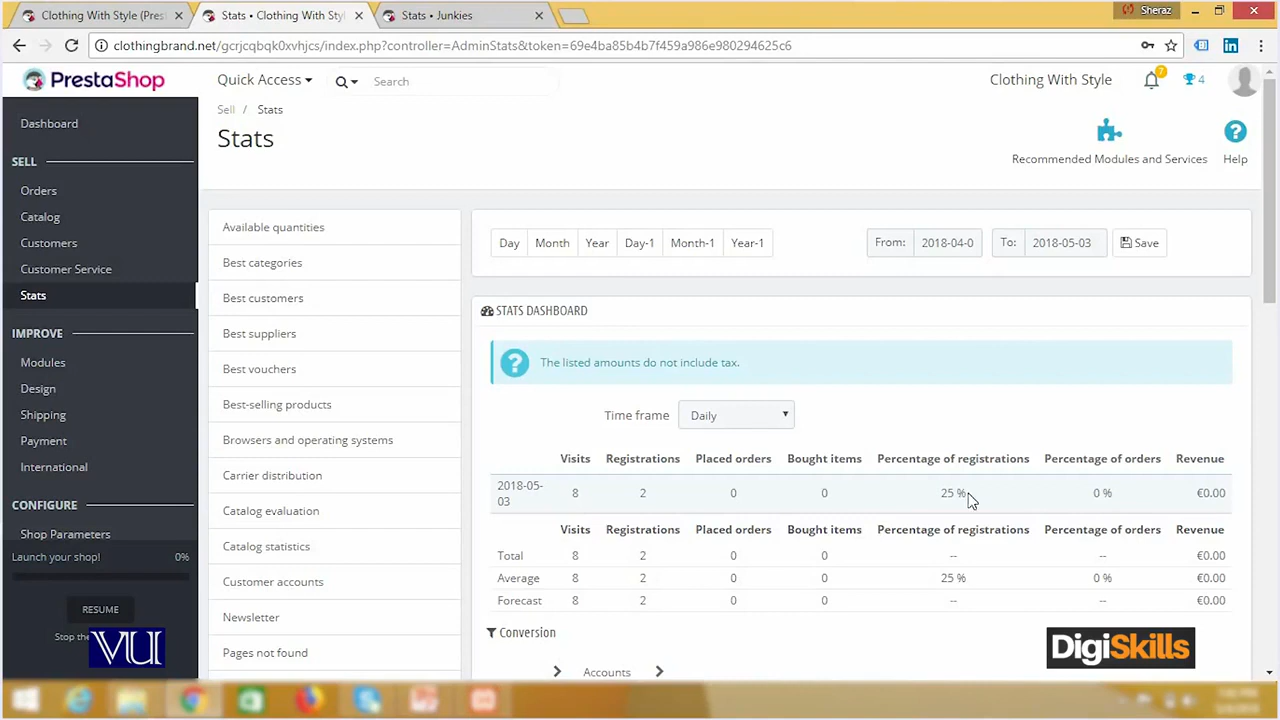 Clothing With Style (Prest
Stats • Clothing With Styl
Stats • Junkies
Sheraz
clothingbrand.net/gcrjcqbqk0xvhjcs/index.php?controller=AdminStats&token=69e4ba85b4b7f459a986e980294625c6
PrestaShop
Quick Access
Search
Clothing With Style
7
4
Dashboard
SELL
Orders
Catalog
Customers
Customer Service
Stats
IMPROVE
Modules
Design
Shipping
Payment
International
CONFIGURE
Shop Parameters
Launch your shop! 0%
RESUME
Stop the
VU
Sell / Stats
Stats
Recommended Modules and Services
Help
Available quantities
Best categories
Best customers
Best suppliers
Best vouchers
Best-selling products
Browsers and operating systems
Carrier distribution
Catalog evaluation
Catalog statistics
Customer accounts
Newsletter
Pages not found
Day Month Year Day-1 Month-1 Year-1
From: 2018-04-0 To: 2018-05-03 Save
STATS DASHBOARD
The listed amounts do not include tax.
Time frame Daily
Visits Registrations Placed orders Bought items Percentage of registrations Percentage of orders Revenue
2018-05-03 8 2 0 0 25 % 0 % €0.00
Visits Registrations Placed orders Bought items Percentage of registrations Percentage of orders Revenue
Total 8 2 0 0 -- -- €0.00
Average 8 2 0 0 25 % 0 % €0.00
Forecast 8 2 0 0 -- -- €0.00
Conversion
Accounts
DigiSkills